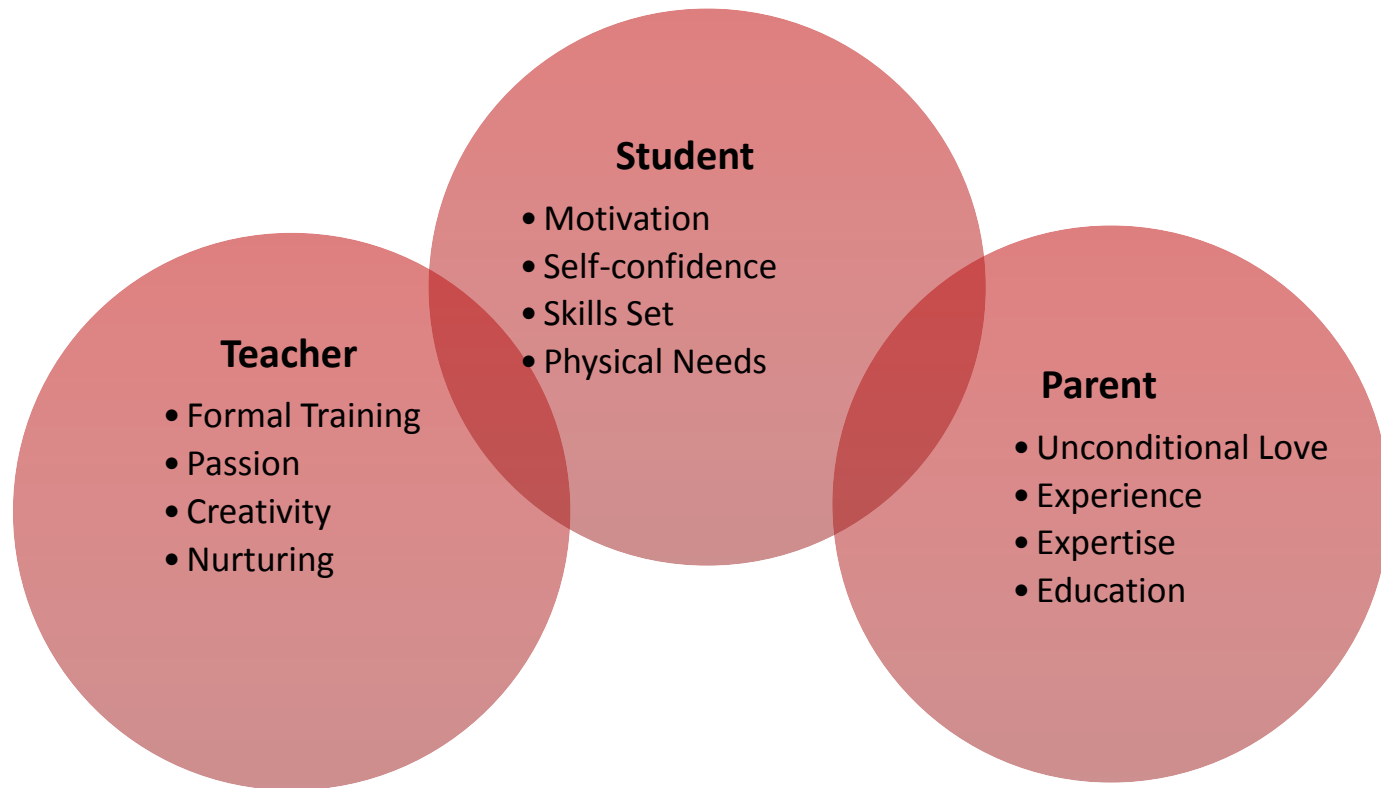 Student
• Motivation
• Self-confidence
• Skills Set
• Physical Needs
Teacher
• Formal Training
• Passion
• Creativity
• Nurturing
Parent
• Unconditional Love
• Experience
• Expertise
• Education